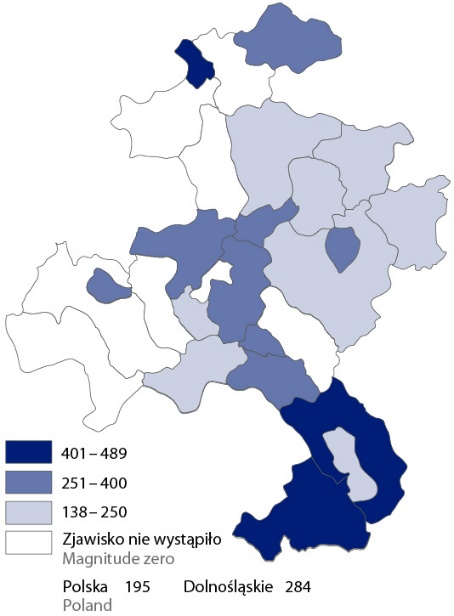 401–489
251–400
138–250
Zjawisko nie wystąpiło
Magnitude zero
Polska 195 Dolnośląskie 284
Poland